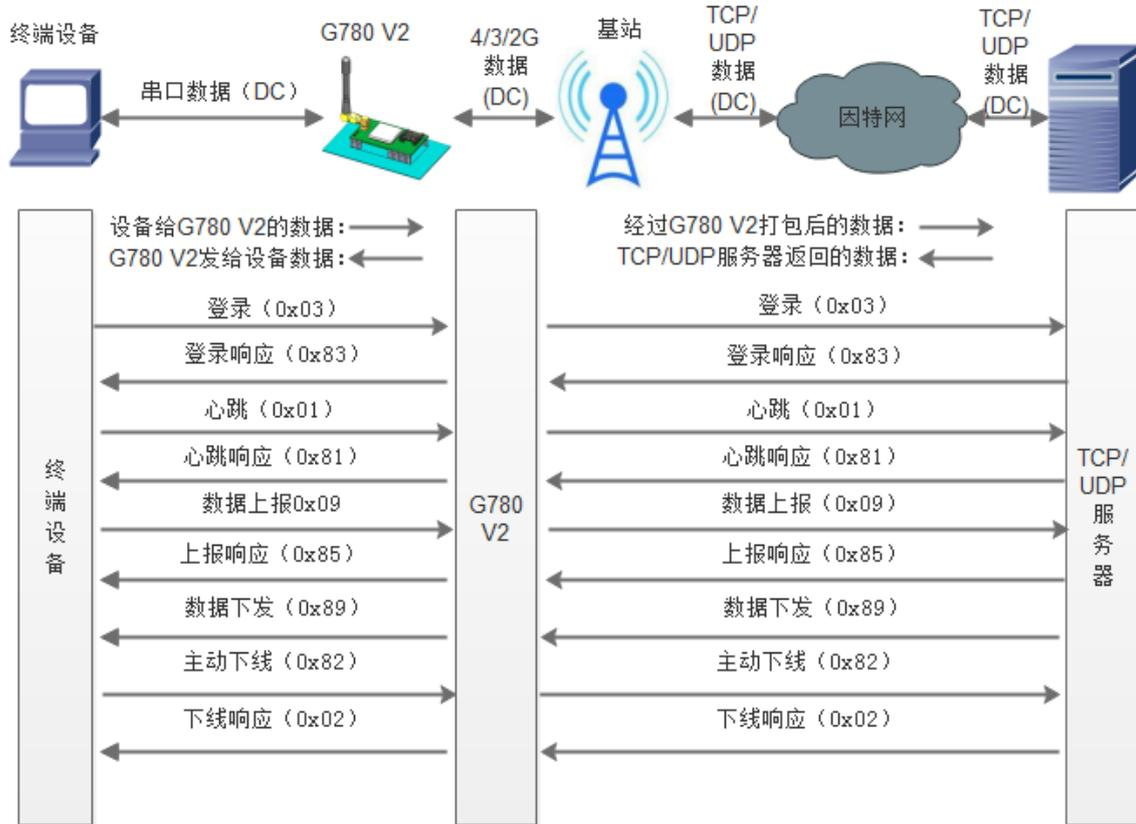 终端设备
G780 V2
4/3/2G
数据
(DC)
基站
TCP/
UDP
数据
(DC)
TCP/
UDP
数据
(DC)
串口数据（DC）
因特网
设备给G780 V2的数据：
G780 V2发给设备数据：
经过G780 V2打包后的数据：
TCP/UDP服务器返回的数据：
登录（0x03）
登录（0x03）
登录响应（0x83）
登录响应（0x83）
心跳（0x01）
心跳（0x01）
心跳响应（0x81）
心跳响应（0x81）
数据上报0x09
数据上报（0x09）
上报响应（0x85）
上报响应（0x85）
数据下发（0x89）
数据下发（0x89）
主动下线（0x82）
主动下线（0x82）
下线响应（0x02）
下线响应（0x02）
终
端
设
备
G780
V2
TCP/
UDP
服
务
器